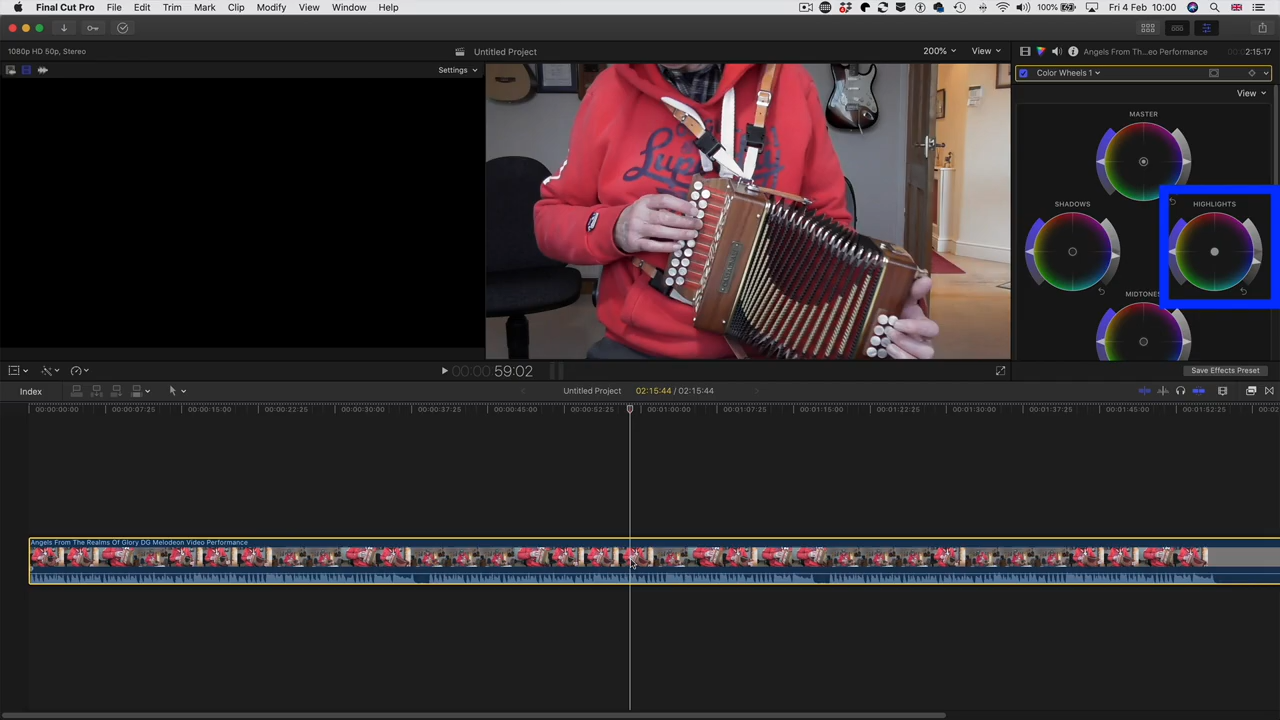 Final Cut Pro File Edit Trim Mark Clip Modify View Window Help 100% Fri 4 Feb 10:00
1080p HD 50p, Stereo
Untitled Project
200%
View
Angels From Th...eo Performance
2:15:17
Settings
Color Wheels 1
View
MASTER
SHADOWS
HIGHLIGHTS
MIDTONES
00:00:00 59:02
Save Effects Preset
Index
Untitled Project
02:15:44 / 02:15:44
00:00:00:00 00:00:07:25 00:00:15:00 00:00:22:25 00:00:30:00 00:00:37:25 00:00:45:00 00:00:52:25 00:01:00:00 00:01:07:25 00:01:15:00 00:01:22:25 00:01:30:00 00:01:37:25 00:01:45:00 00:01:52:25 00:02
Angels From The Realms Of Glory DG Melodeon Video Performance